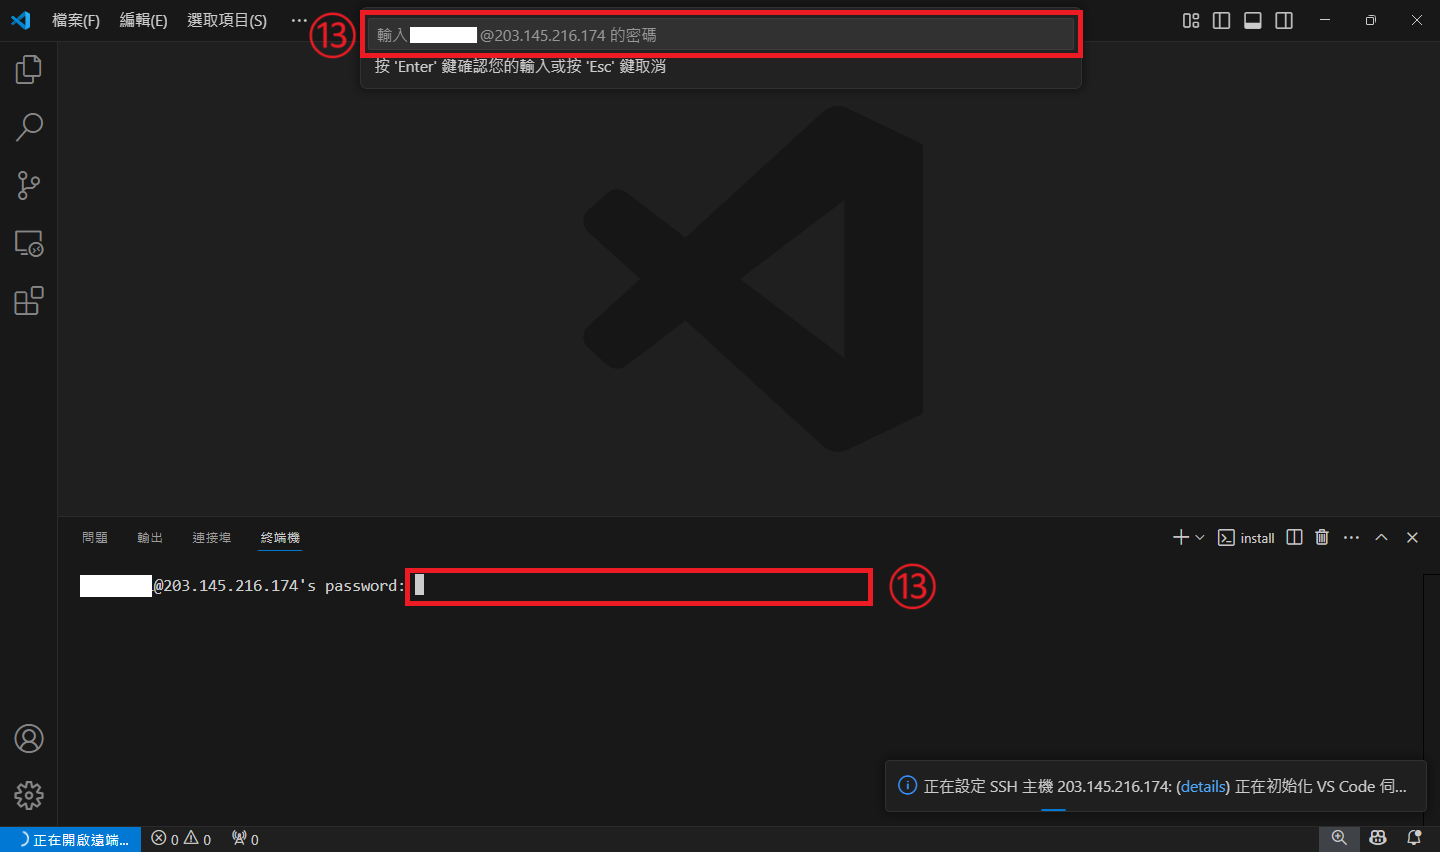 檔案(F) 編輯(E) 選取項目(S) ···
⑬
輸入 @203.145.216.174 的密碼
按 'Enter' 鍵確認您的輸入或按 'Esc' 鍵取消
問題 輸出 連接埠 終端機
install
@203.145.216.174's password:
⑬
正在設定 SSH 主機 203.145.216.174: (details) 正在初始化 VS Code 伺...
正在開啟遠端... 0 0 0